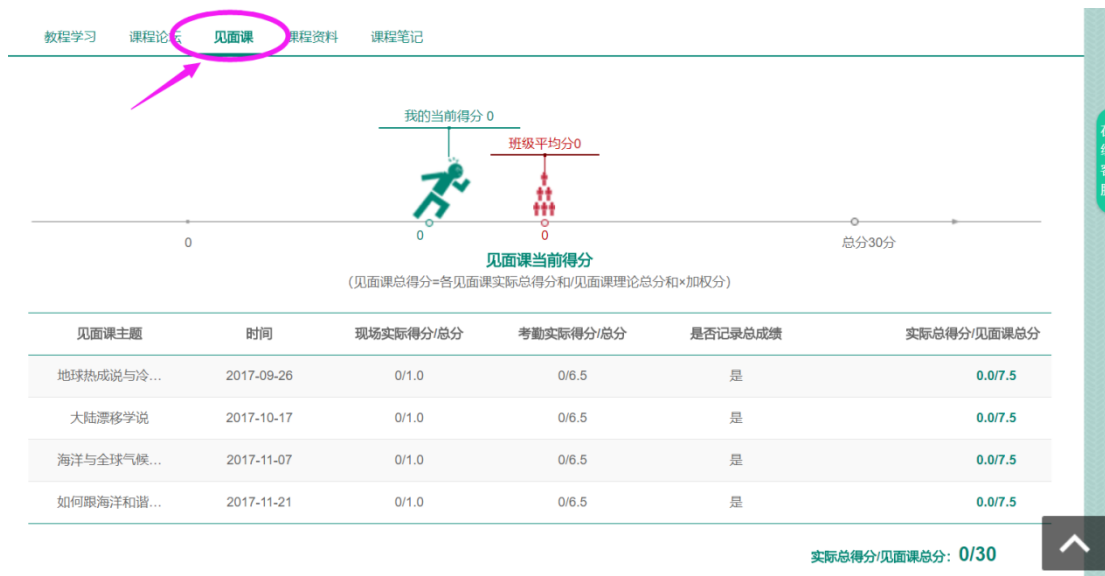 教程学习 课程论坛 见面课 课程资料 课程笔记
我的当前得分 0
班级平均分0
0 0 0 总分30分
见面课当前得分
(见面课总得分=各见面课实际总得分和/见面课理论总分和×加权分)
见面课主题 时间 现场实际得分/总分 考勤实际得分/总分 是否记录总成绩 实际总得分/见面课总分
地球热成说与冷... 2017-09-26 0/1.0 0/6.5 是 0.0/7.5
大陆漂移学说 2017-10-17 0/1.0 0/6.5 是 0.0/7.5
海洋与全球气候... 2017-11-07 0/1.0 0/6.5 是 0.0/7.5
如何跟海洋和谐... 2017-11-21 0/1.0 0/6.5 是 0.0/7.5
实际总得分/见面课总分：0/30